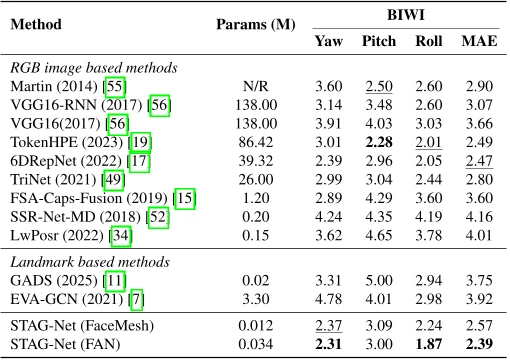 Method Params (M) BIWI
Yaw Pitch Roll MAE
RGB image based methods
Martin (2014) [55] N/R 3.60 2.50 2.60 2.90
VGG16-RNN (2017) [56] 138.00 3.14 3.48 2.60 3.07
VGG16(2017) [56] 138.00 3.91 4.03 3.03 3.66
TokenHPE (2023) [19] 86.42 3.01 2.28 2.01 2.49
6DRepNet (2022) [17] 39.32 2.39 2.96 2.05 2.47
TriNet (2021) [49] 26.00 2.99 3.04 2.44 2.80
FSA-Caps-Fusion (2019) [15] 1.20 2.89 4.29 3.60 3.60
SSR-Net-MD (2018) [52] 0.20 4.24 4.35 4.19 4.16
LwPosr (2022) [34] 0.15 3.62 4.65 3.78 4.01
Landmark based methods
GADS (2025) [11] 0.02 3.31 5.00 2.94 3.75
EVA-GCN (2021) [7] 3.30 4.78 4.01 2.98 3.92
STAG-Net (FaceMesh) 0.012 2.37 3.09 2.24 2.57
STAG-Net (FAN) 0.034 2.31 3.00 1.87 2.39